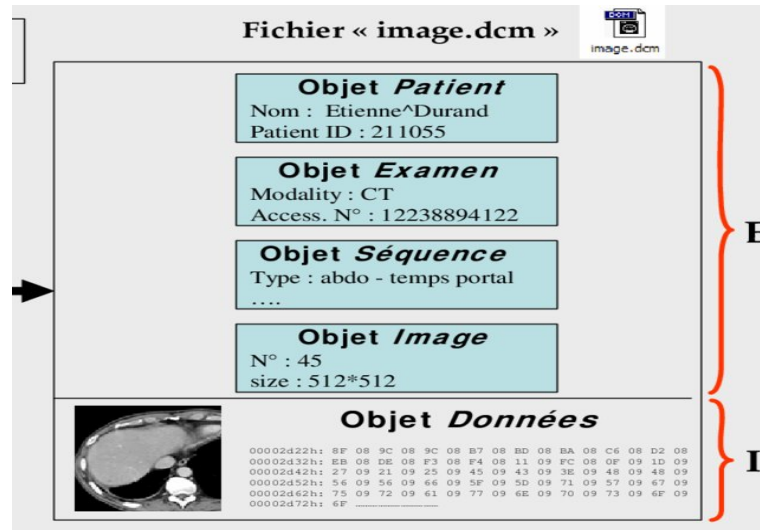 Fichier « image.dcm »
image.dcm
Objet Patient
Nom : Etienne^Durand
Patient ID : 211055
Objet Examen
Modality : CT
Access. N° : 12238894122
Objet Séquence
Type : abdo - temps portal
....
Objet Image
N° : 45
size : 512*512
Objet Données
00002d22h: 8F 08 9C 08 9C 08 B7 08 BD 08 BA 08 C6 08 D2 08
00002d32h: EB 08 DE 08 F3 08 F4 08 11 09 FC 08 0F 09 1D 09
00002d42h: 27 09 21 09 25 09 45 09 43 09 3E 09 48 09 48 09
00002d52h: 56 09 56 09 66 09 5F 09 5D 09 71 09 57 09 67 09
00002d62h: 75 09 72 09 61 09 77 09 6E 09 70 09 73 09 6F 09
00002d72h: 6F